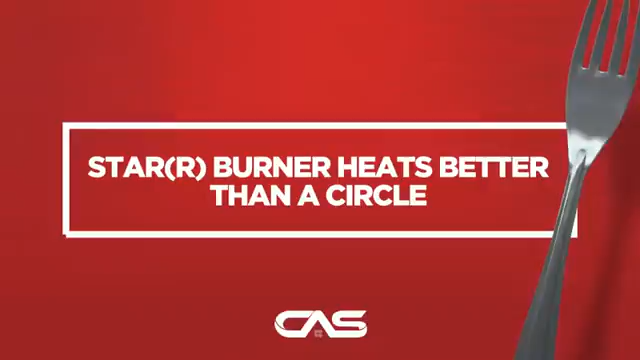 STAR(R) BURNER HEATS BETTER
THAN A CIRCLE
CAS